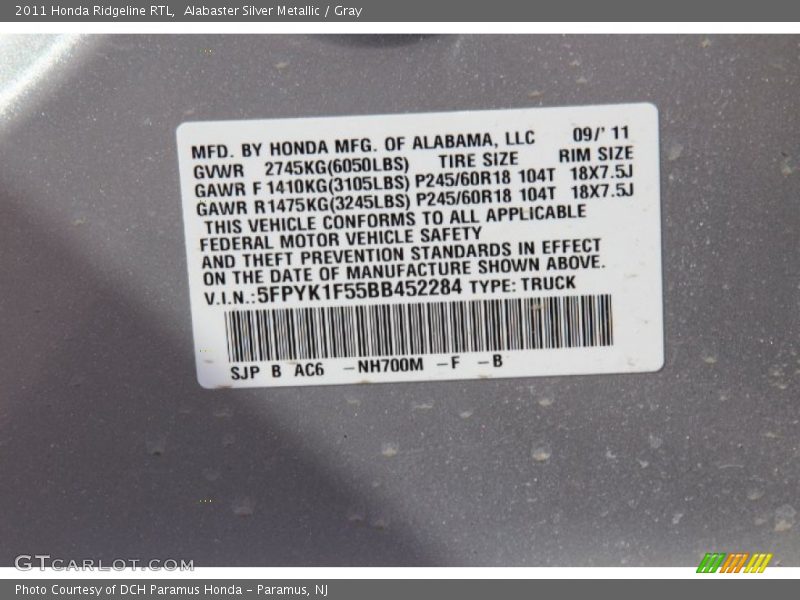 2011 Honda Ridgeline RTL,  Alabaster Silver Metallic / Gray
MFD. BY HONDA MFG. OF ALABAMA, LLC 09/' 11
GVWR 2745KG(6050LBS) TIRE SIZE RIM SIZE
GAWR F 1410KG(3105LBS) P245/60R18 104T 18X7.5J
GAWR R1475KG(3245LBS) P245/60R18 104T 18X7.5J
THIS VEHICLE CONFORMS TO ALL APPLICABLE
FEDERAL MOTOR VEHICLE SAFETY
AND THEFT PREVENTION STANDARDS IN EFFECT
ON THE DATE OF MANUFACTURE SHOWN ABOVE.
V.I.N.:5FPYK1F55BB452284 TYPE: TRUCK
SJP B AC6 –NH700M –F –B
GTCARLOT.COM
Photo Courtesy of DCH Paramus Honda – Paramus, NJ